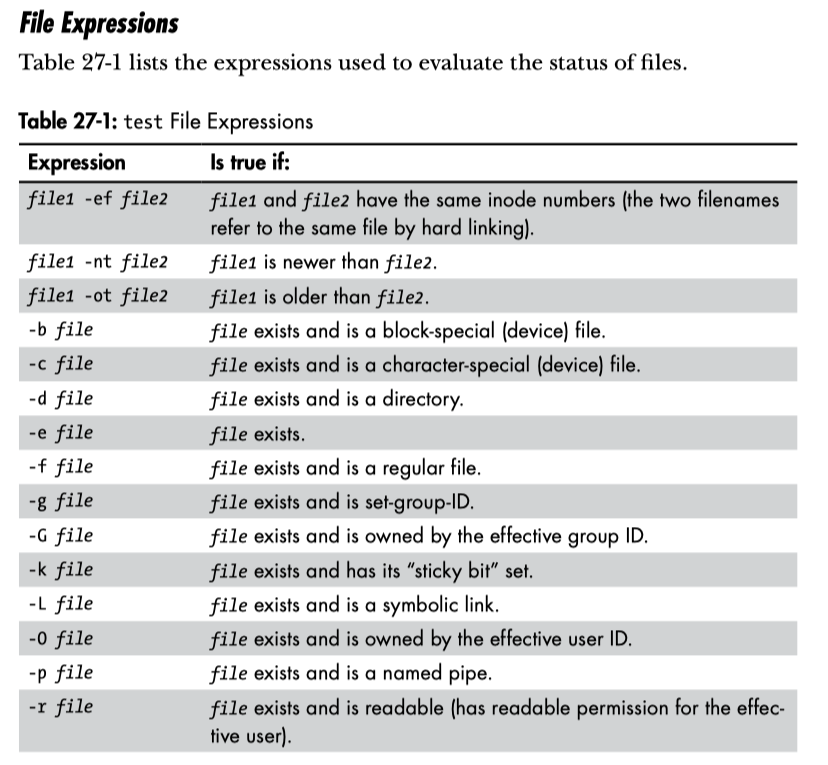 File Expressions
Table 27-1 lists the expressions used to evaluate the status of files.
Table 27-1: test File Expressions
Expression Is true if:
file1 -ef file2 file1 and file2 have the same inode numbers (the two filenames
refer to the same file by hard linking).
file1 -nt file2 file1 is newer than file2.
file1 -ot file2 file1 is older than file2.
-b file file exists and is a block-special (device) file.
-c file file exists and is a character-special (device) file.
-d file file exists and is a directory.
-e file file exists.
-f file file exists and is a regular file.
-g file file exists and is set-group-ID.
-G file file exists and is owned by the effective group ID.
-k file file exists and has its “sticky bit” set.
-L file file exists and is a symbolic link.
-O file file exists and is owned by the effective user ID.
-p file file exists and is a named pipe.
-r file file exists and is readable (has readable permission for the effec-
tive user).